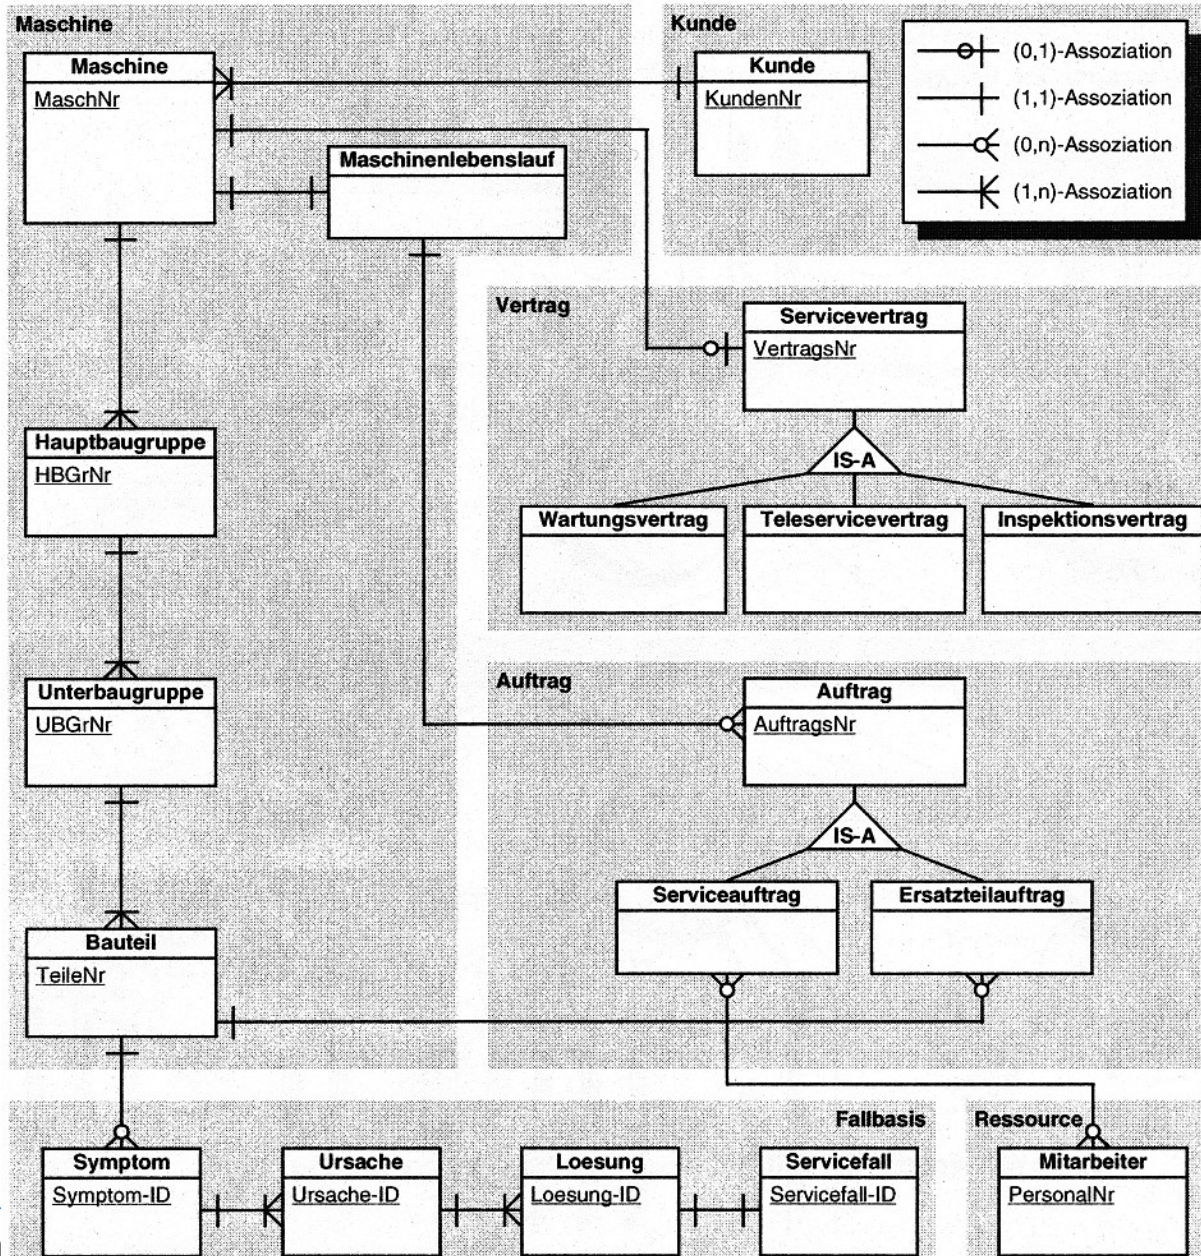 Maschine
Kunde
Maschine
MaschNr
Kunde
KundenNr
(0,1)-Assoziation
(1,1)-Assoziation
(0,n)-Assoziation
(1,n)-Assoziation
Maschinenlebenslauf
Vertrag
Servicevertrag
VertragsNr
IS-A
Wartungsvertrag
Teleservicevertrag
Inspektionsvertrag
Hauptbaugruppe
HBGrNr
Unterbaugruppe
UBGrNr
Auftrag
Auftrag
AuftragsNr
IS-A
Serviceauftrag
Ersatzteilauftrag
Bauteil
TeileNr
Fallbasis
Ressource
Symptom
Symptom-ID
Ursache
Ursache-ID
Loesung
Loesung-ID
Servicefall
Servicefall-ID
Mitarbeiter
PersonalNr